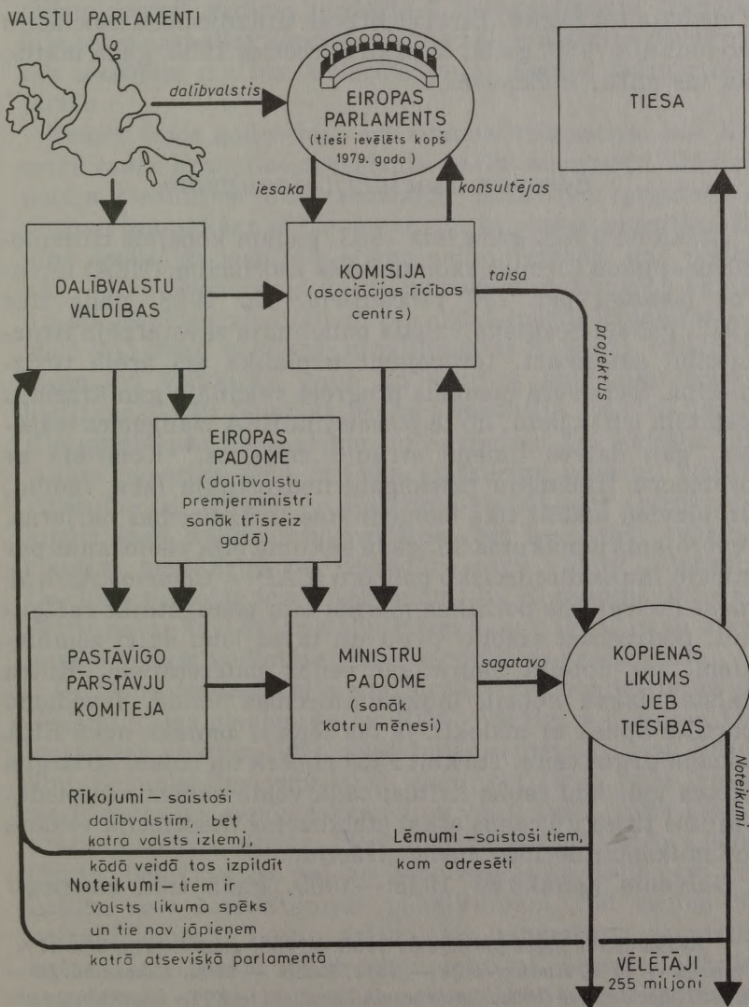 VALSTU PARLAMENTI
dalībvalstis
EIROPAS
PARLAMENTS
(tieši ievēlēts kopš
1979. gada)
TIESA
iesaka
konsultējas
DALĪBVALSTU
VALDĪBAS
KOMISIJA
(asociācijas rīcības
centrs)
taisa
projektus
EIROPAS
PADOME
(dalībvalstu
premjerministri
sanāk trīsreiz
gadā)
PASTĀVĪGO
PĀRSTĀVJU
KOMITEJA
MINISTRU
PADOME
(sanāk
katru mēnesi)
sagatavo
KOPIENAS
LIKUMS
JEB
TIESĪBAS
Noteikumi
Rīkojumi — saistoši
dalībvalstīm, bet
katra valsts izlemj,
kādā veidā tos izpildīt
Lēmumi — saistoši tiem,
kam adresēti
Noteikumi — tiem ir
valsts likuma spēks
un tie nav jāpieņem
katrā atsevišķā parlamentā
VĒLĒTĀJI
255 miljoni